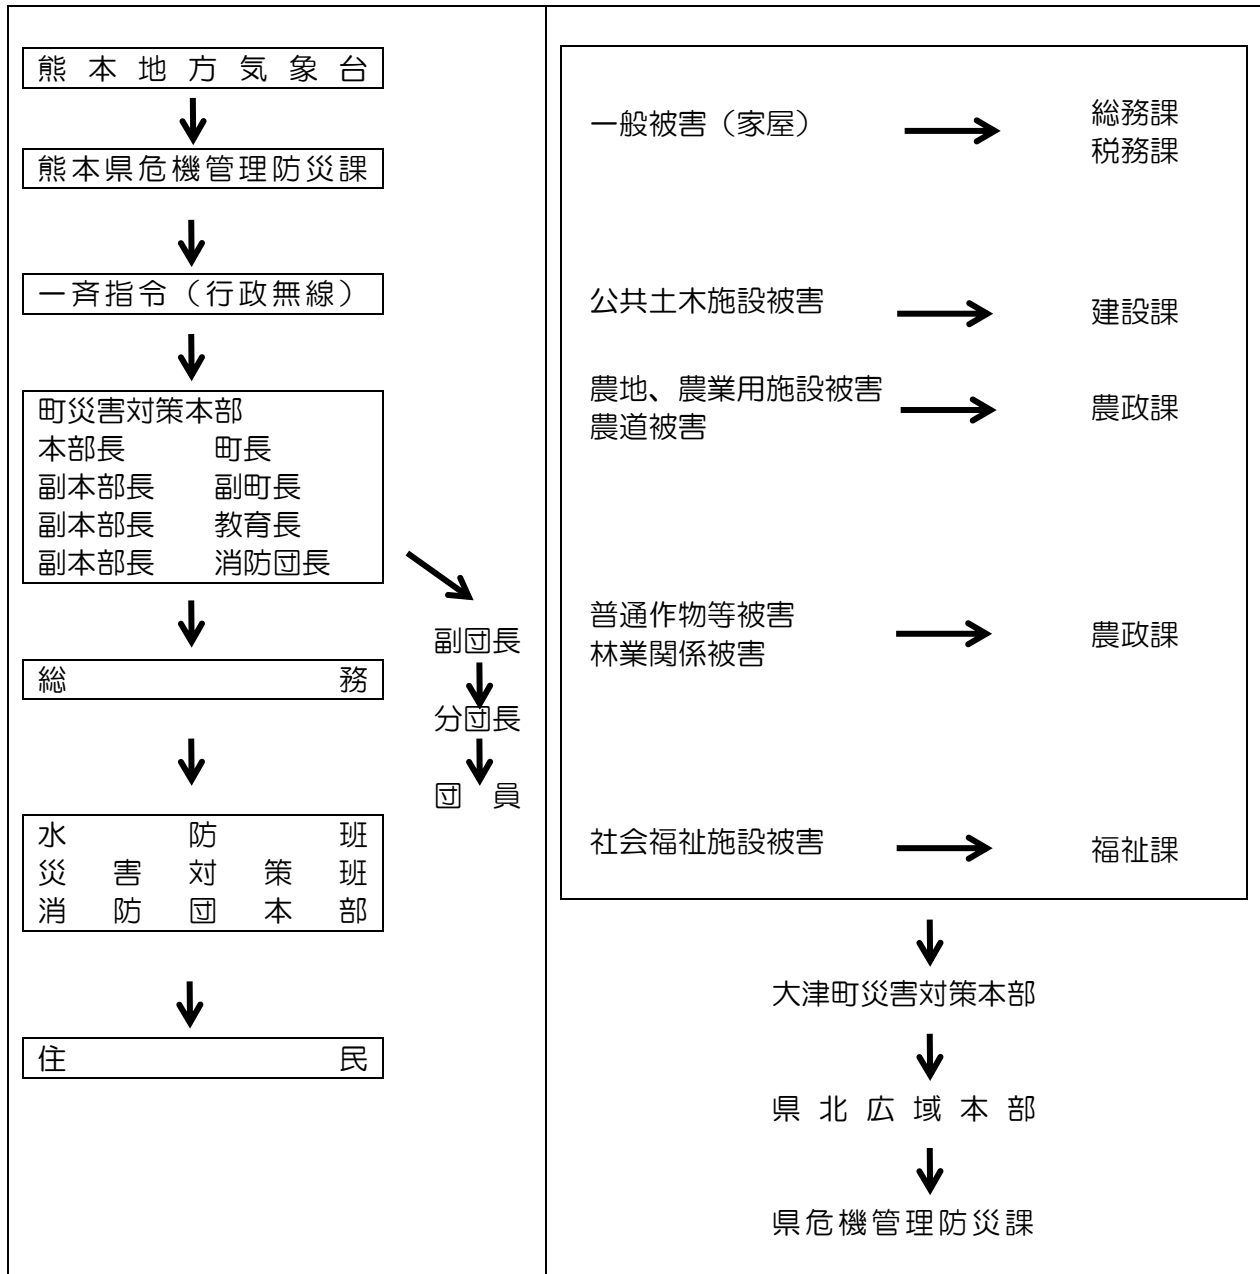 熊本地方気象台
熊本県危機管理防災課
一斉指令（行政無線）
町災害対策本部
本部長 町長
副本部長 副町長
副本部長 教育長
副本部長 消防団長
副団長
分団長
団員
総務
水防班
災害対策班
消防団本部
住民
一般被害（家屋）
総務課
税務課
公共土木施設被害
建設課
農地、農業用施設被害
農道被害
農政課
普通作物等被害
林業関係被害
農政課
社会福祉施設被害
福祉課
大津町災害対策本部
県北広域本部
県危機管理防災課